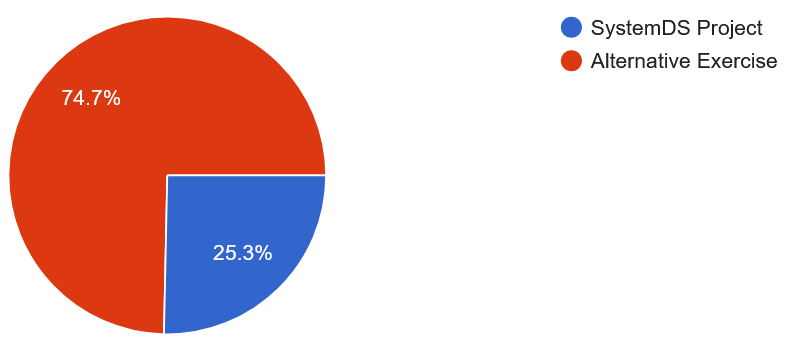 SystemDS Project
Alternative Exercise
74.7%
25.3%